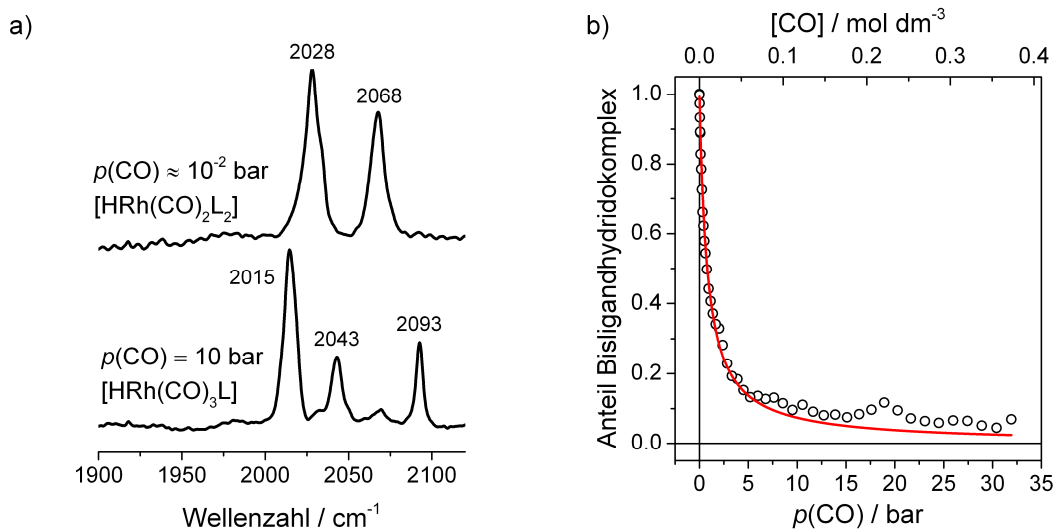 a)
2028
2068
p(CO) ≈ 10⁻² bar
[HRh(CO)₂L₂]
2015
2043
2093
p(CO) = 10 bar
[HRh(CO)₃L]
1900 1950 2000 2050 2100
Wellenzahl / cm⁻¹
b)
[CO] / mol dm⁻³
0.0 0.1 0.2 0.3 0.4
Anteil Bisligandhydridokomplex
1.0
0.8
0.6
0.4
0.2
0.0
0 5 10 15 20 25 30 35
p(CO) / bar